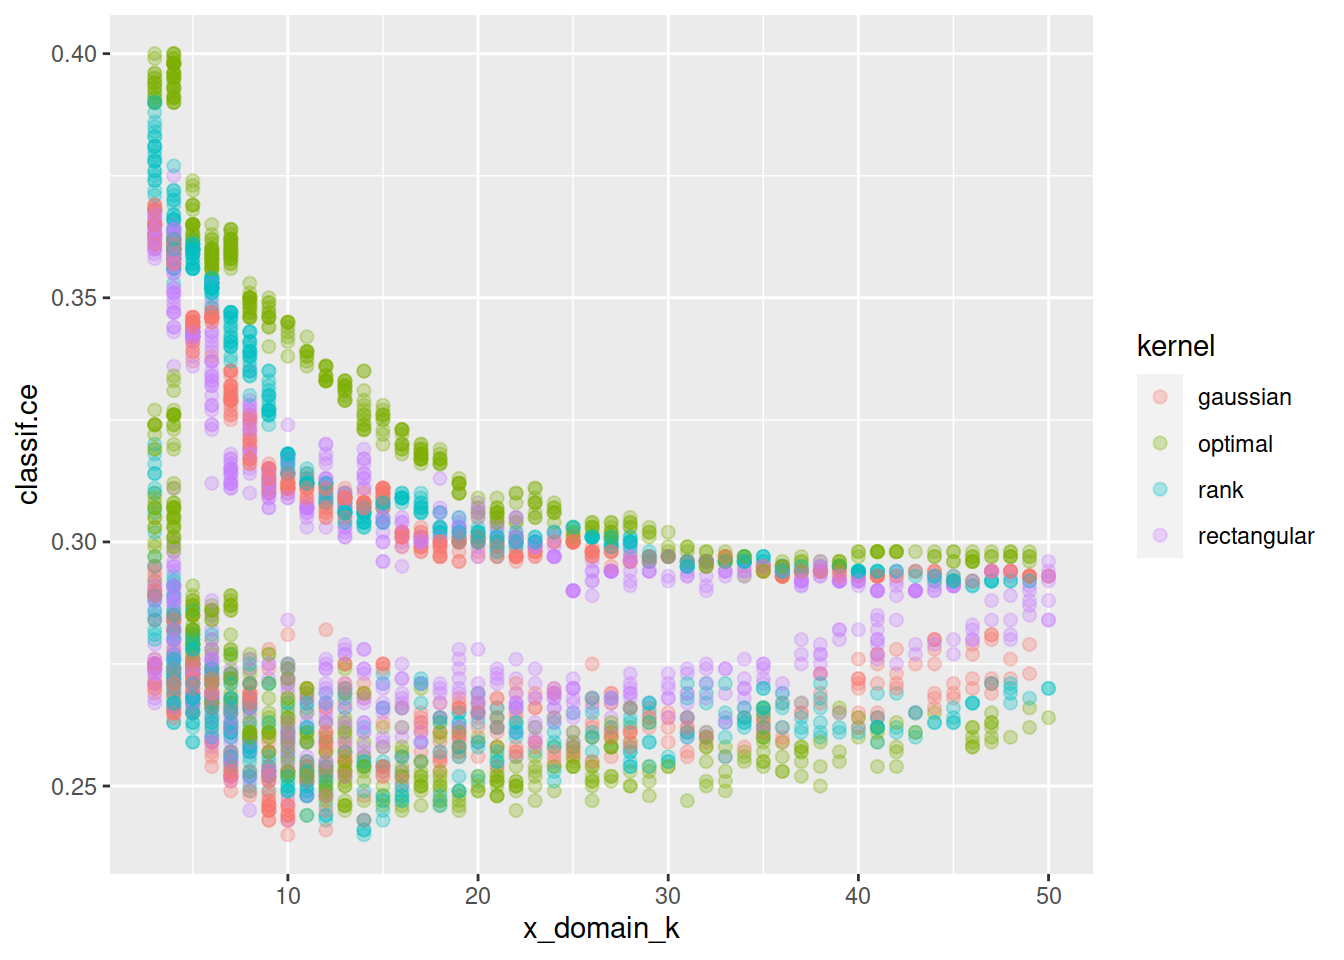 classif.ce
0.40
0.35
0.30
0.25
10 20 30 40 50
x_domain_k
kernel
gaussian
optimal
rank
rectangular